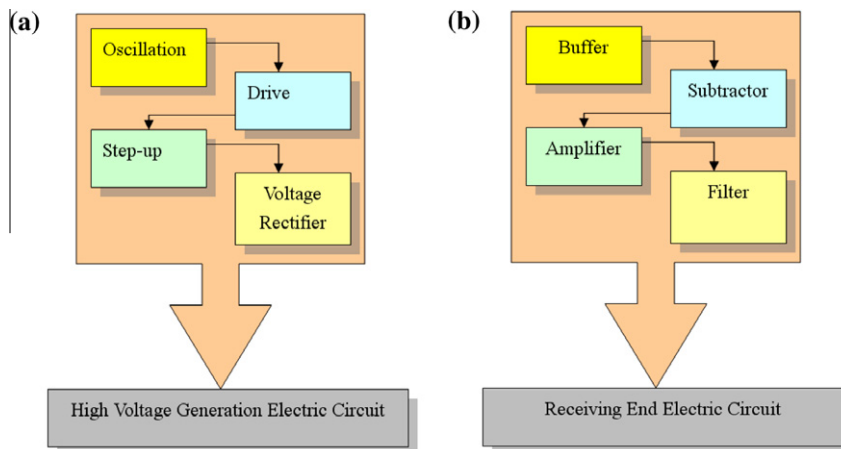 (a)
Oscillation
Drive
Step-up
Voltage
Rectifier
High Voltage Generation Electric Circuit
(b)
Buffer
Subtractor
Amplifier
Filter
Receiving End Electric Circuit